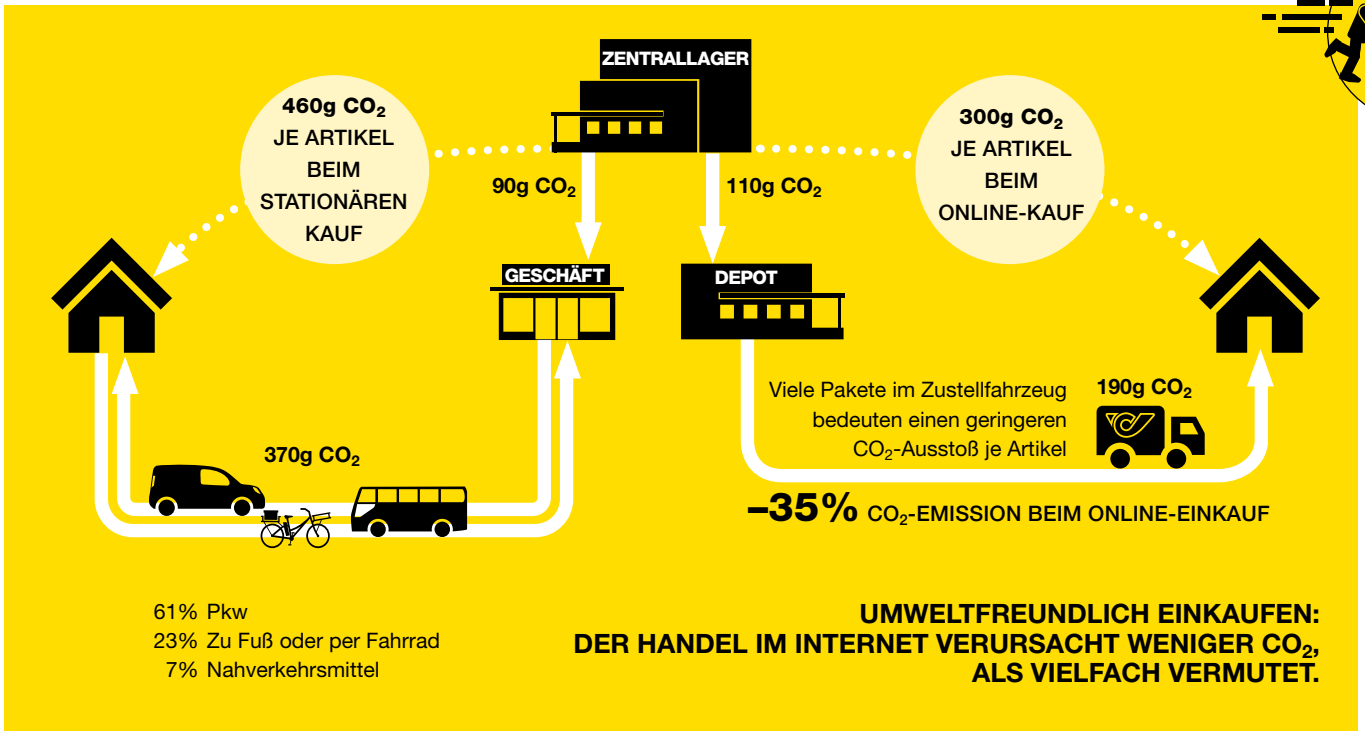 ZENTRALLAGER
460g CO₂
JE ARTIKEL
BEIM
STATIONÄREN
KAUF
90g CO₂
110g CO₂
300g CO₂
JE ARTIKEL
BEIM
ONLINE-KAUF
GESCHÄFT
DEPOT
370g CO₂
Viele Pakete im Zustellfahrzeug
bedeuten einen geringeren
CO₂-Ausstoß je Artikel
190g CO₂
–35% CO₂-EMISSION BEIM ONLINE-EINKAUF
61% Pkw
23% Zu Fuß oder per Fahrrad
7% Nahverkehrsmittel
UMWELTFREUNDLICH EINKAUFEN:
DER HANDEL IM INTERNET VERURSACHT WENIGER CO₂,
ALS VIELFACH VERMUTET.